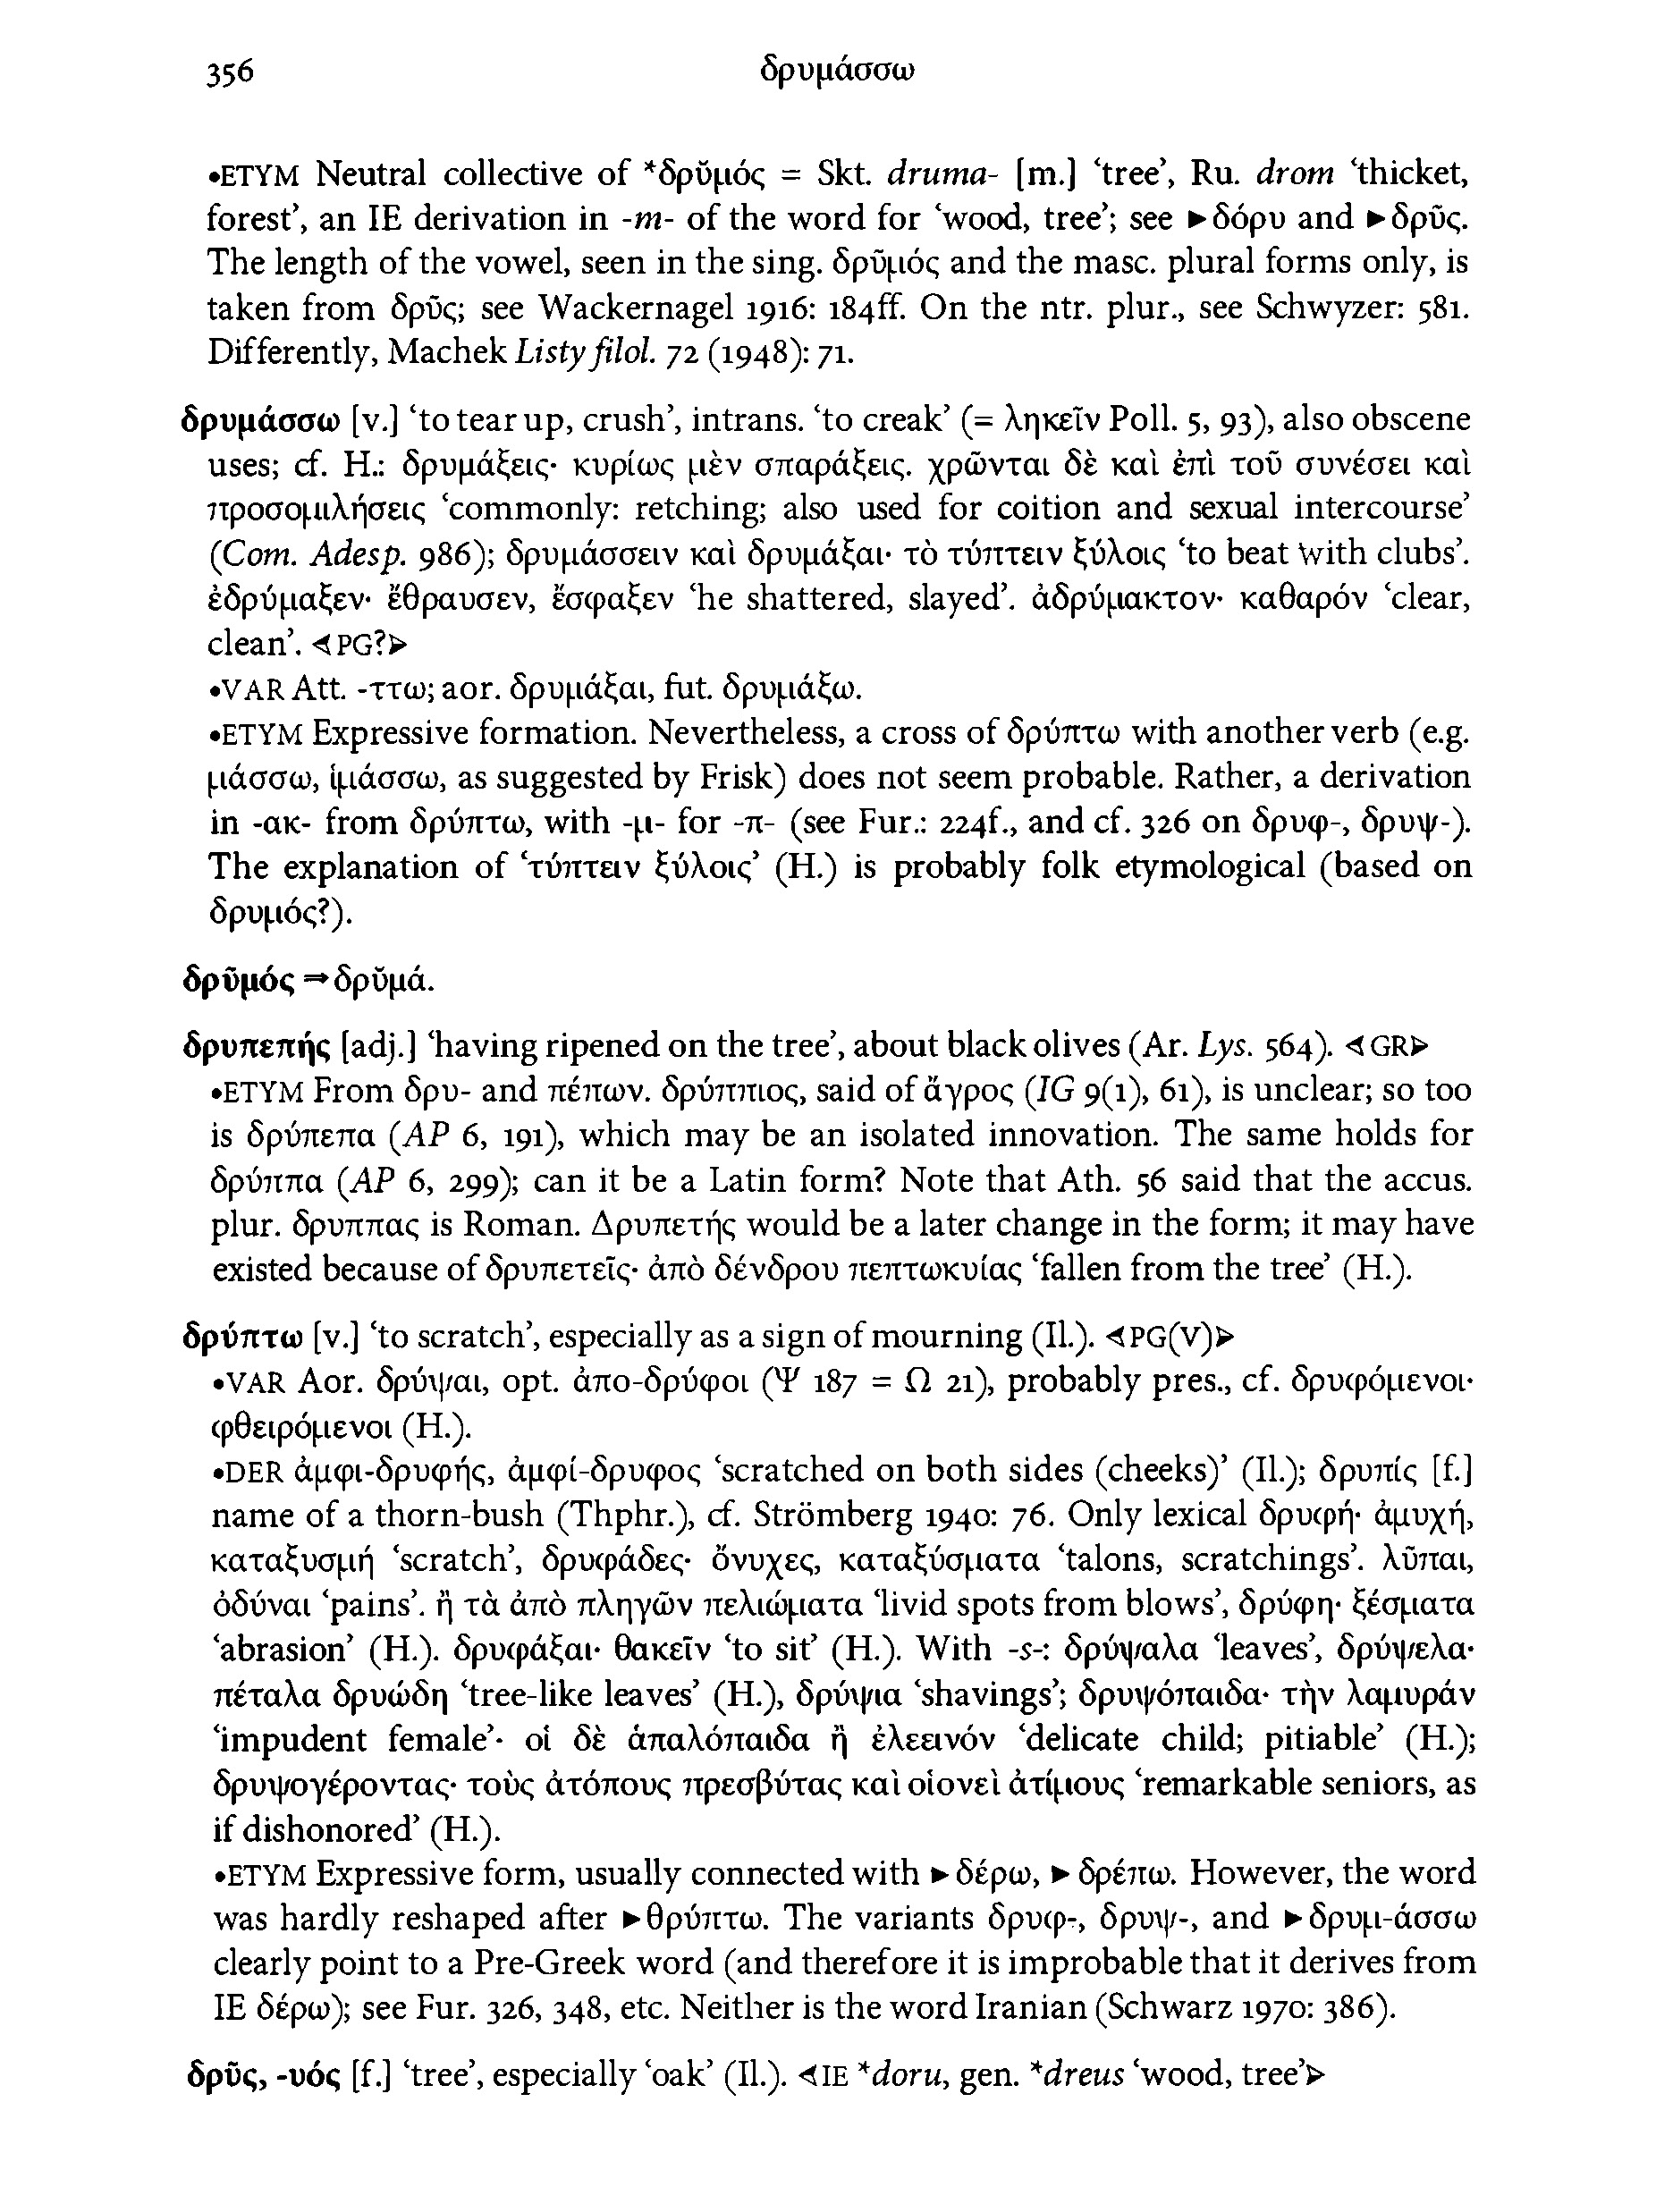 356 δρυμάσσω
•ETYM Neutral collective of *δρῠμός = Skt. druma- [m.] ‘tree’, Ru. drom ‘thicket,
forest’, an IE derivation in -m- of the word for ‘wood, tree’; see ►δόρυ and ►δρῦς.
The length of the vowel, seen in the sing. δρῡμός and the masc. plural forms only, is
taken from δρῦς; see Wackernagel 1916: 184ff. On the ntr. plur., see Schwyzer: 581.
Differently, Machek Listy filol. 72 (1948): 71.
δρυμάσσω [v.] ‘to tear up, crush’, intrans. ‘to creak’ (= ληκεῖν Poll. 5, 93), also obscene
uses; cf. H.: δρυμάξεις· κυρίως μὲν σπαράξεις. χρῶνται δὲ καὶ ἐπὶ τοῦ συνέσει καὶ
προσομιλήσεις ‘commonly: retching; also used for coition and sexual intercourse’
(Com. Adesp. 986); δρυμάσσειν καὶ δρυμάξαι· τὸ τύπτειν ξύλοις ‘to beat with clubs’.
ἐδρύμαξεν· ἔθραυσεν, ἔσφαξεν ‘he shattered, slayed’. ἀδρύμακτον· καθαρόν ‘clear,
clean’. ⊲PG?⊳
•VAR Att. -ττω; aor. δρυμάξαι, fut. δρυμάξω.
•ETYM Expressive formation. Nevertheless, a cross of δρύπτω with another verb (e.g.
μάσσω, ἱμάσσω, as suggested by Frisk) does not seem probable. Rather, a derivation
in -ακ- from δρύπτω, with -μ- for -π- (see Fur.: 224f., and cf. 326 on δρυφ-, δρυψ-).
The explanation of ‘τύπτειν ξύλοις’ (H.) is probably folk etymological (based on
δρυμός?).
δρῡμός ⇒δρῠμά.
δρυπεπής [adj.] ‘having ripened on the tree’, about black olives (Ar. Lys. 564). ⊲GR⊳
•ETYM From δρυ- and πέπων. δρύππιος, said of ἄγρος (IG 9(1), 61), is unclear; so too
is δρύπεπα (AP 6, 191), which may be an isolated innovation. The same holds for
δρύππα (AP 6, 299); can it be a Latin form? Note that Ath. 56 said that the accus.
plur. δρυππας is Roman. Δρυπετής would be a later change in the form; it may have
existed because of δρυπετεῖς· ἀπὸ δένδρου πεπτωκυίας ‘fallen from the tree’ (H.).
δρύπτω [v.] ‘to scratch’, especially as a sign of mourning (Il.). ⊲PG(V)⊳
•VAR Aor. δρύψαι, opt. ἀπο-δρύφοι (Ψ 187 = Ω 21), probably pres., cf. δρυφόμενοι·
φθειρόμενοι (H.).
•DER ἀμφι-δρυφής, ἀμφί-δρυφος ‘scratched on both sides (cheeks)’ (Il.); δρυπίς [f.]
name of a thorn-bush (Thphr.), cf. Strömberg 1940: 76. Only lexical δρυφή· ἀμυχή,
καταξυσμή ‘scratch’, δρυφάδες· ὄνυχες, καταξύσματα ‘talons, scratchings’. λῦπαι,
ὀδύναι ‘pains’. ἢ τὰ ἀπὸ πληγῶν πελιώματα ‘livid spots from blows’, δρύφη· ξέσματα
‘abrasion’ (H.). δρυφάξαι· θακεῖν ‘to sit’ (H.). With -s-: δρύψαλα ‘leaves’, δρύψελα·
πέταλα δρυώδη ‘tree-like leaves’ (H.), δρύψια ‘shavings’; δρυψόπαιδα· τὴν λαμυράν
‘impudent female’· οἱ δὲ ἁπαλόπαιδα ἢ ἐλεεινόν ‘delicate child; pitiable’ (H.);
δρυψογέροντας· τοὺς ἀτόπους πρεσβύτας καὶ οἱονεὶ ἀτίμους ‘remarkable seniors, as
if dishonored’ (H.).
•ETYM Expressive form, usually connected with ►δέρω, ►δρέπω. However, the word
was hardly reshaped after ►θρύπτω. The variants δρυφ-, δρυψ-, and ►δρυμ-άσσω
clearly point to a Pre-Greek word (and therefore it is improbable that it derives from
IE δέρω); see Fur. 326, 348, etc. Neither is the word Iranian (Schwarz 1970: 386).
δρῦς, -υός [f.] ‘tree’, especially ‘oak’ (Il.). ⊲IE *doru, gen. *dreus ‘wood, tree’⊳